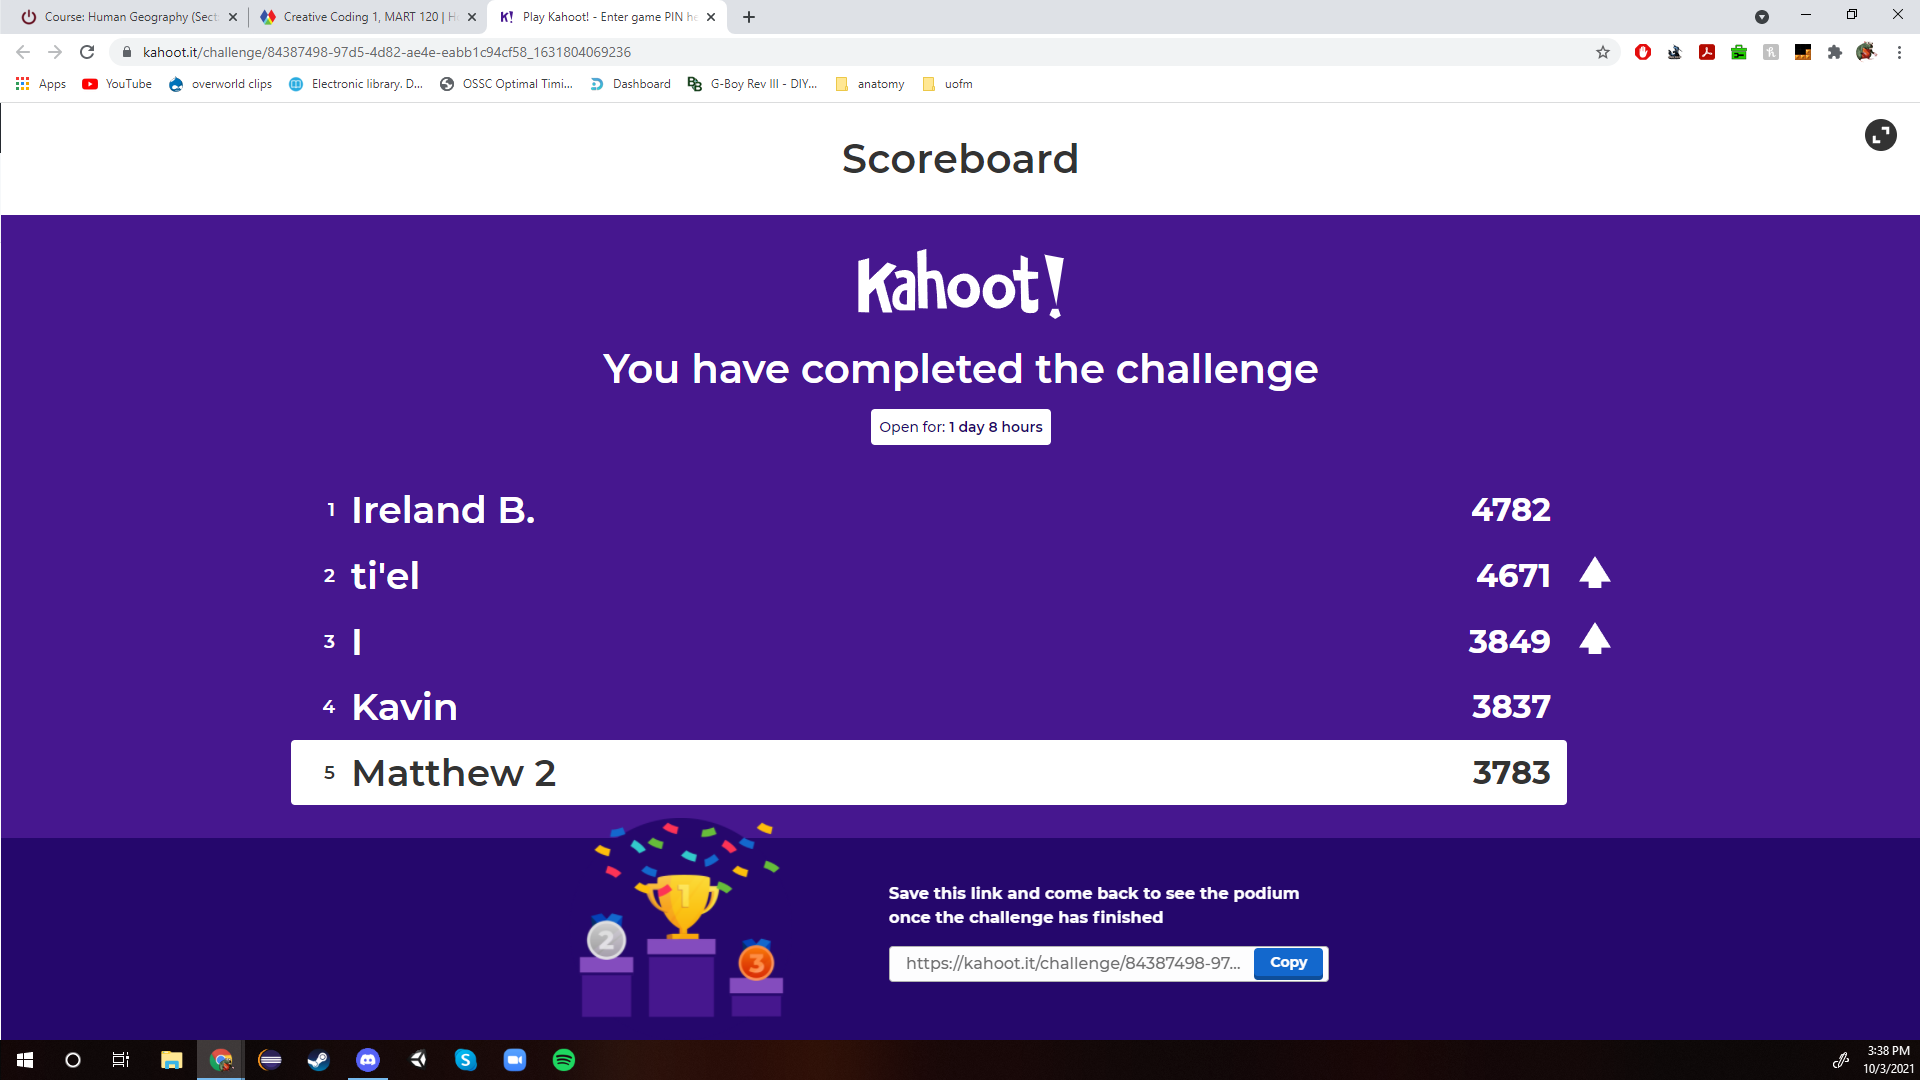 Course: Human Geography (Sect
Creative Coding 1, MART 120 | H
K! Play Kahoot! - Enter game PIN he
kahoot.it/challenge/84387498-97d5-4d82-ae4e-eabb1c94cf58_1631804069236
Apps YouTube overworld clips Electronic library. D... OSSC Optimal Timi... Dashboard G-Boy Rev III - DIY... anatomy uofm
Scoreboard
Kahoot!
You have completed the challenge
Open for: 1 day 8 hours
1 Ireland B. 4782
2 ti'el 4671
3 l 3849
4 Kavin 3837
5 Matthew 2 3783
1
2
3
Save this link and come back to see the podium
once the challenge has finished
https://kahoot.it/challenge/84387498-97... Copy
3:38 PM
10/3/2021